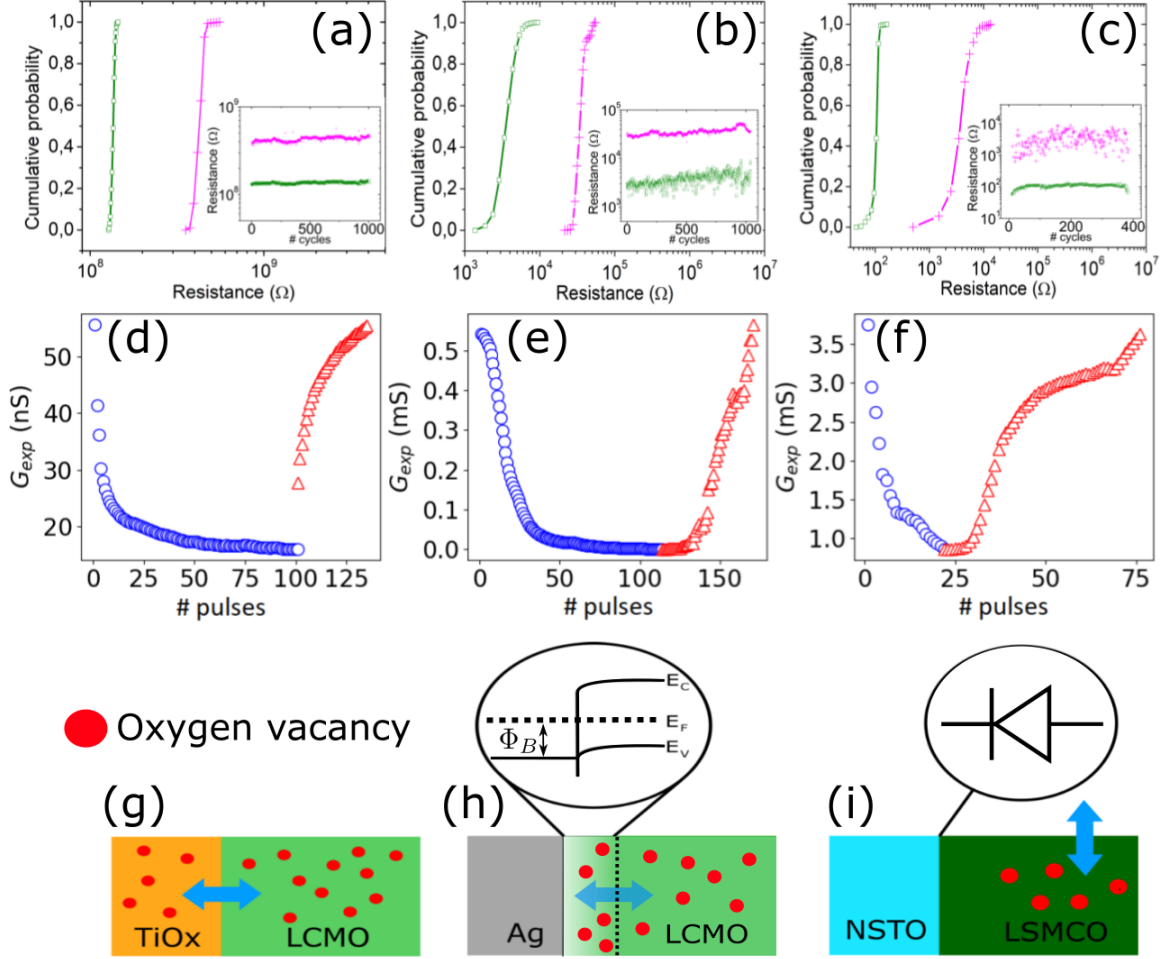 (a)
Cumulative probability
1,0
0,8
0,6
0,4
0,2
0,0
10⁸
10⁹
Resistance (Ω)
Resistance (Ω)
10⁹
10⁸
0
500
1000
# cycles
(b)
Cumulative probability
1,0
0,8
0,6
0,4
0,2
0,0
10³
10⁴
10⁵
10⁶
10⁷
Resistance (Ω)
Resistance (Ω)
10⁵
10⁴
10³
0
500
1000
# cycles
(c)
Cumulative probability
1,0
0,8
0,6
0,4
0,2
0,0
10²
10³
10⁴
10⁵
10⁶
10⁷
Resistance (Ω)
Resistance (Ω)
10⁴
10³
10²
10¹
0
200
400
# cycles
(d)
G_exp (nS)
50
40
30
20
0
25
50
75
100
125
# pulses
(e)
G_exp (mS)
0.5
0.4
0.3
0.2
0.1
0.0
0
50
100
150
# pulses
(f)
G_exp (mS)
3.5
3.0
2.5
2.0
1.5
1.0
0
25
50
75
# pulses
Oxygen vacancy
(g)
TiOx
LCMO
(h)
E_C
E_F
Φ_B
E_V
Ag
LCMO
(i)
NSTO
LSMCO